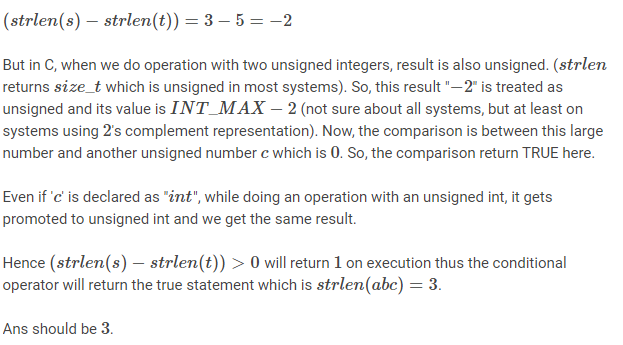 (strlen(s) − strlen(t)) = 3 − 5 = −2
But in C, when we do operation with two unsigned integers, result is also unsigned. (strlen
returns size_t which is unsigned in most systems). So, this result "−2" is treated as
unsigned and its value is INT_MAX − 2 (not sure about all systems, but at least on
systems using 2's complement representation). Now, the comparison is between this large
number and another unsigned number c which is 0. So, the comparison return TRUE here.
Even if 'c' is declared as "int", while doing an operation with an unsigned int, it gets
promoted to unsigned int and we get the same result.
Hence (strlen(s) − strlen(t)) > 0 will return 1 on execution thus the conditional
operator will return the true statement which is strlen(abc) = 3.
Ans should be 3.